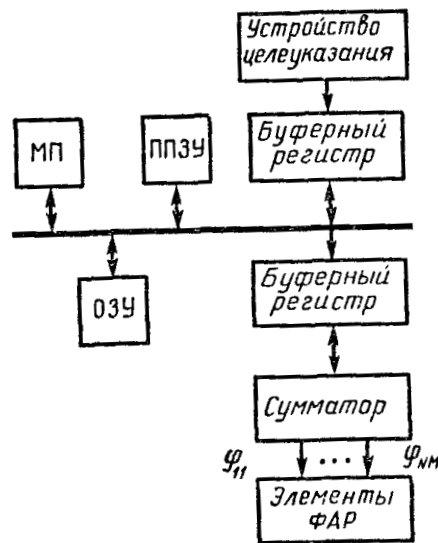 Устройство
целеуказания
МП
ППЗУ
Буферный
регистр
ОЗУ
Буферный
регистр
Сумматор
φ11 ... φNM
Элементы
ФАР